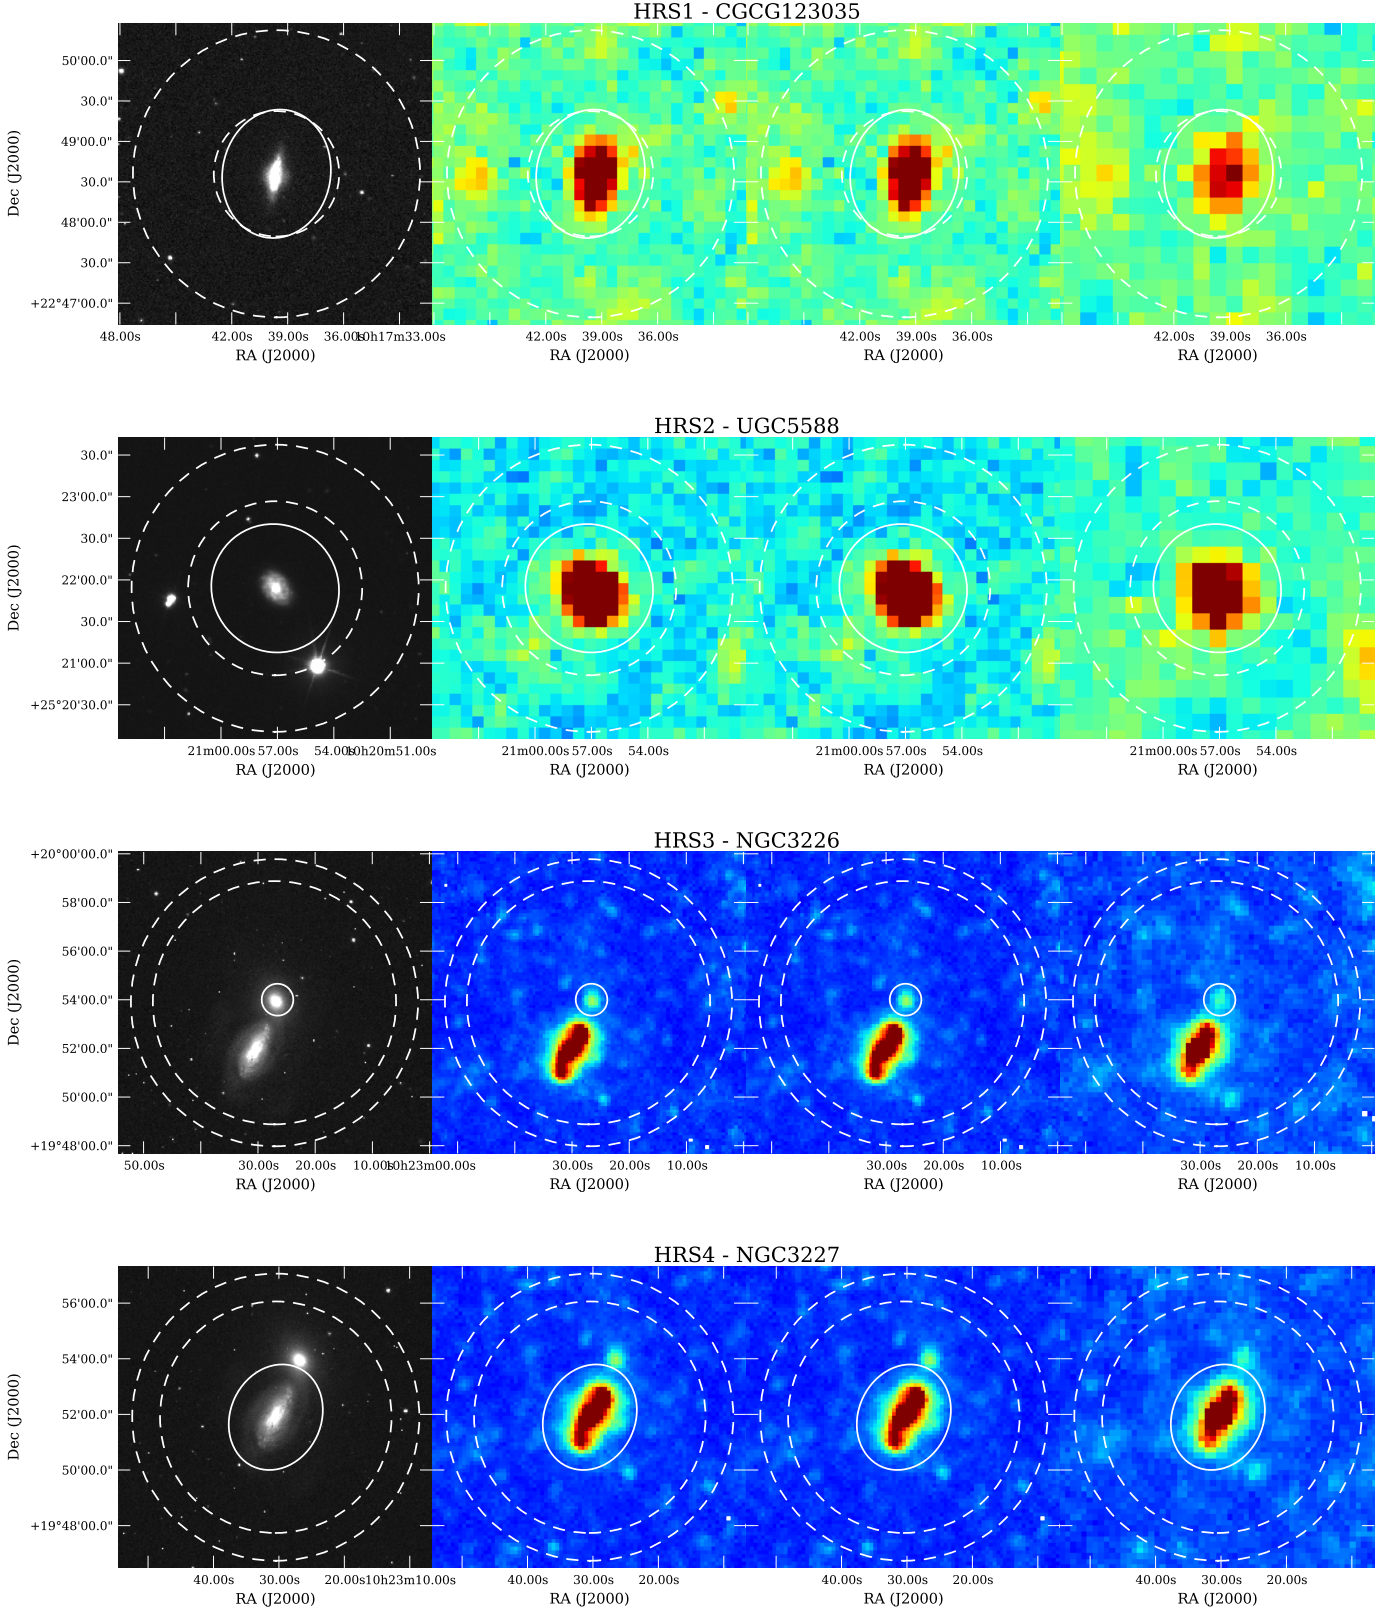 HRS1 - CGCG123035
Dec (J2000)
50'00.0"
30.0"
49'00.0"
30.0"
48'00.0"
30.0"
+22°47'00.0"
48.00s 42.00s 39.00s 36.00s 10h17m33.00s 42.00s 39.00s 36.00s 42.00s 39.00s 36.00s 42.00s 39.00s 36.00s
RA (J2000) RA (J2000) RA (J2000) RA (J2000)
HRS2 - UGC5588
Dec (J2000)
30.0"
23'00.0"
30.0"
22'00.0"
30.0"
21'00.0"
+25°20'30.0"
21m00.00s 57.00s 54.00s 10h20m51.00s 21m00.00s 57.00s 54.00s 21m00.00s 57.00s 54.00s 21m00.00s 57.00s 54.00s
RA (J2000) RA (J2000) RA (J2000) RA (J2000)
HRS3 - NGC3226
Dec (J2000)
+20°00'00.0"
58'00.0"
56'00.0"
54'00.0"
52'00.0"
50'00.0"
+19°48'00.0"
50.00s 30.00s 20.00s 10.00s 10h23m00.00s 30.00s 20.00s 10.00s 30.00s 20.00s 10.00s 30.00s 20.00s 10.00s
RA (J2000) RA (J2000) RA (J2000) RA (J2000)
HRS4 - NGC3227
Dec (J2000)
56'00.0"
54'00.0"
52'00.0"
50'00.0"
+19°48'00.0"
40.00s 30.00s 20.00s 10h23m10.00s 40.00s 30.00s 20.00s 40.00s 30.00s 20.00s 40.00s 30.00s 20.00s
RA (J2000) RA (J2000) RA (J2000) RA (J2000)